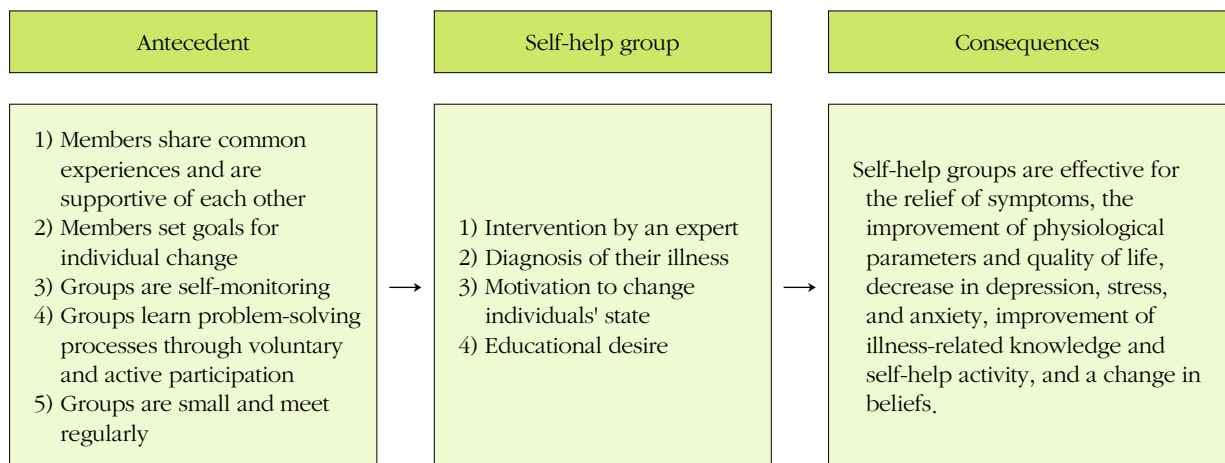 Antecedent
Self-help group
Consequences
1) Members share common
experiences and are
supportive of each other
2) Members set goals for
individual change
3) Groups are self-monitoring
4) Groups learn problem-solving
processes through voluntary
and active participation
5) Groups are small and meet
regularly
1) Intervention by an expert
2) Diagnosis of their illness
3) Motivation to change
individuals' state
4) Educational desire
Self-help groups are effective for
the relief of symptoms, the
improvement of physiological
parameters and quality of life,
decrease in depression, stress,
and anxiety, improvement of
illness-related knowledge and
self-help activity, and a change in
beliefs.